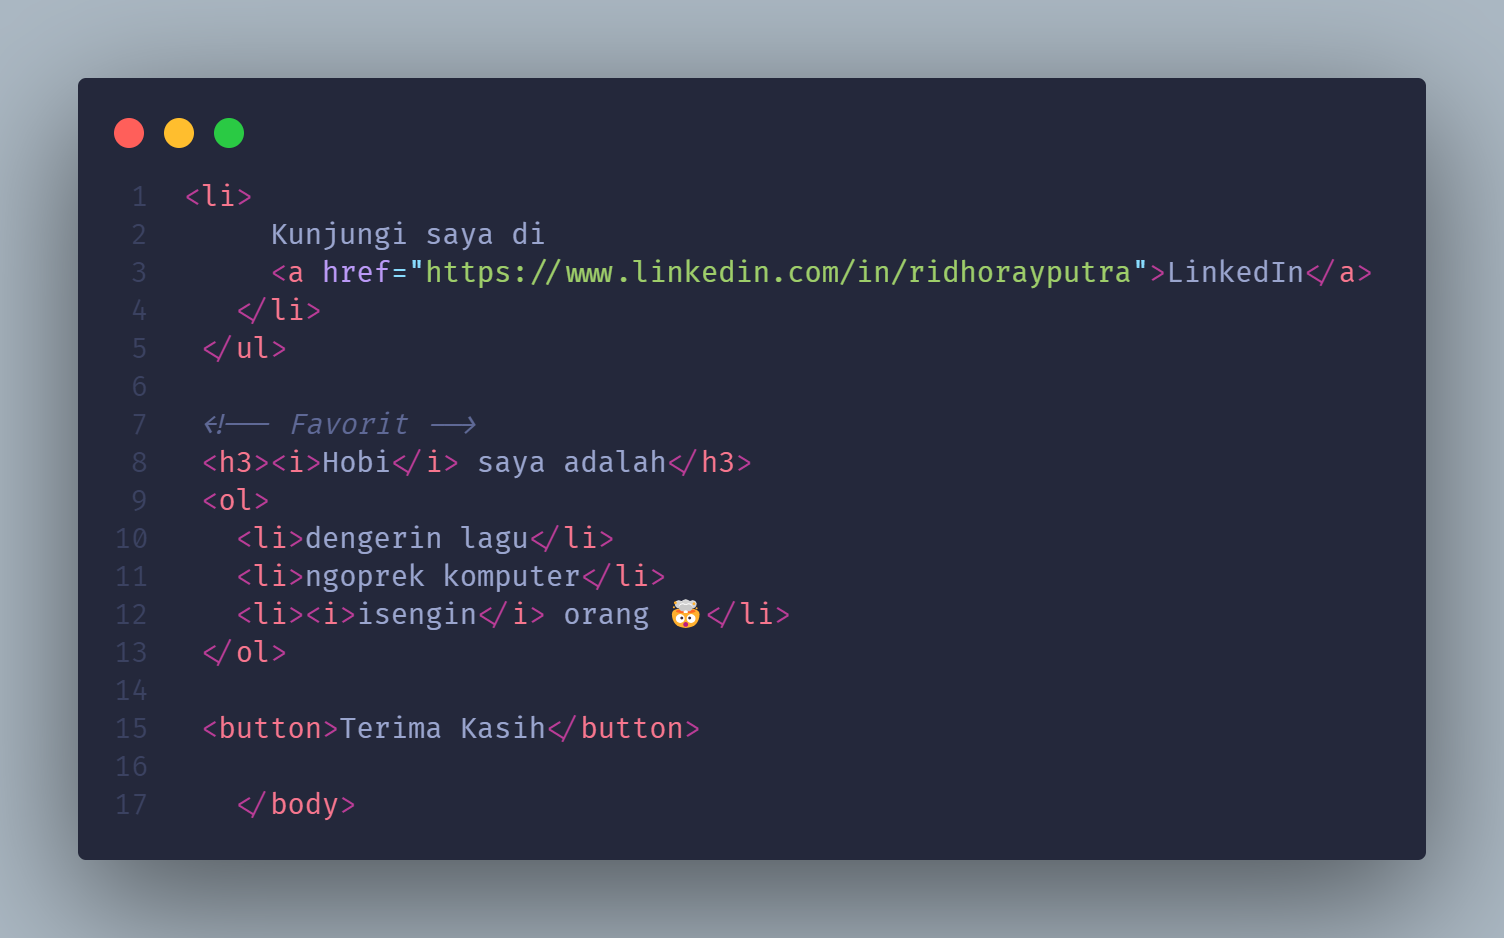 1 <li>
2 Kunjungi saya di
3 <a href="https://www.linkedin.com/in/ridhorayputra">LinkedIn</a>
4 </li>
5 </ul>
6
7 <!-- Favorit -->
8 <h3><i>Hobi</i> saya adalah</h3>
9 <ol>
10 <li>dengerin lagu</li>
11 <li>ngoprek komputer</li>
12 <li><i>isengin</i> orang 🤯</li>
13 </ol>
14
15 <button>Terima Kasih</button>
16
17 </body>